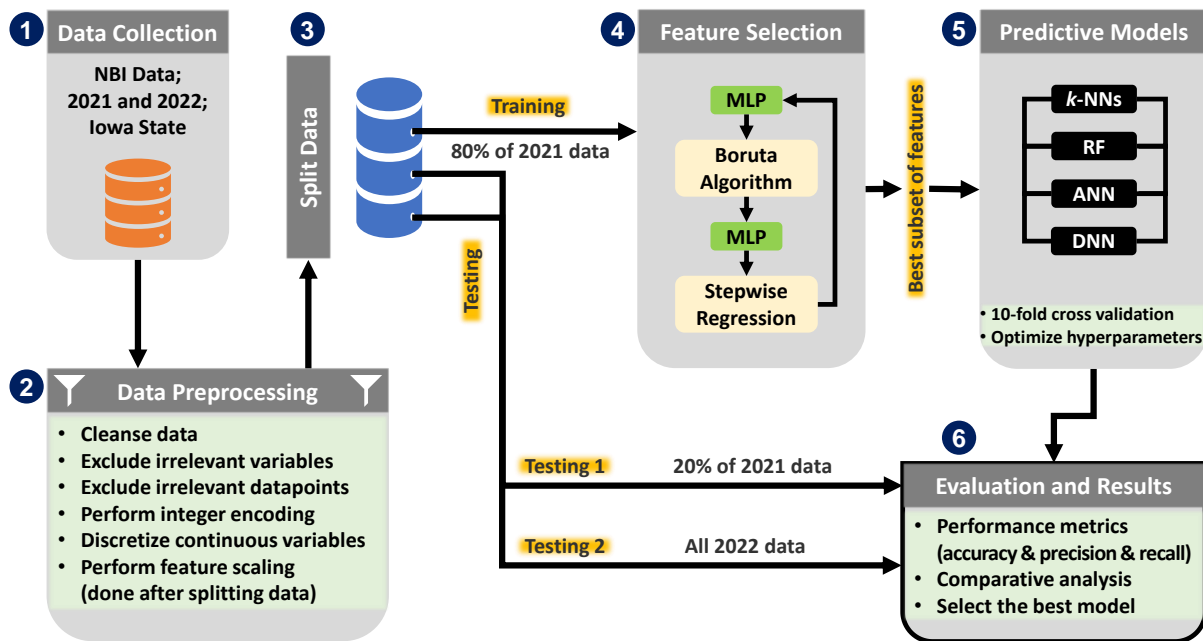 1
Data Collection
NBI Data;
2021 and 2022;
Iowa State
2
Data Preprocessing
• Cleanse data
• Exclude irrelevant variables
• Exclude irrelevant datapoints
• Perform integer encoding
• Discretize continuous variables
• Perform feature scaling
(done after splitting data)
3
Split Data
Training
80% of 2021 data
Testing
Testing 1
20% of 2021 data
Testing 2
All 2022 data
4
Feature Selection
MLP
Boruta
Algorithm
MLP
Stepwise
Regression
Best subset of features
5
Predictive Models
k-NNs
RF
ANN
DNN
• 10-fold cross validation
• Optimize hyperparameters
6
Evaluation and Results
• Performance metrics
(accuracy & precision & recall)
• Comparative analysis
• Select the best model